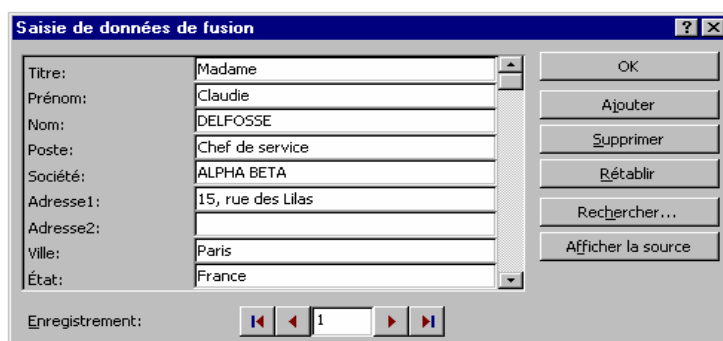 Saisie de données de fusion
Titre: Madame
Prénom: Claudie
Nom: DELFOSSE
Poste: Chef de service
Société: ALPHA BETA
Adresse1: 15, rue des Lilas
Adresse2:
Ville: Paris
État: France
Enregistrement: 1
OK
Ajouter
Supprimer
Rétablir
Rechercher...
Afficher la source